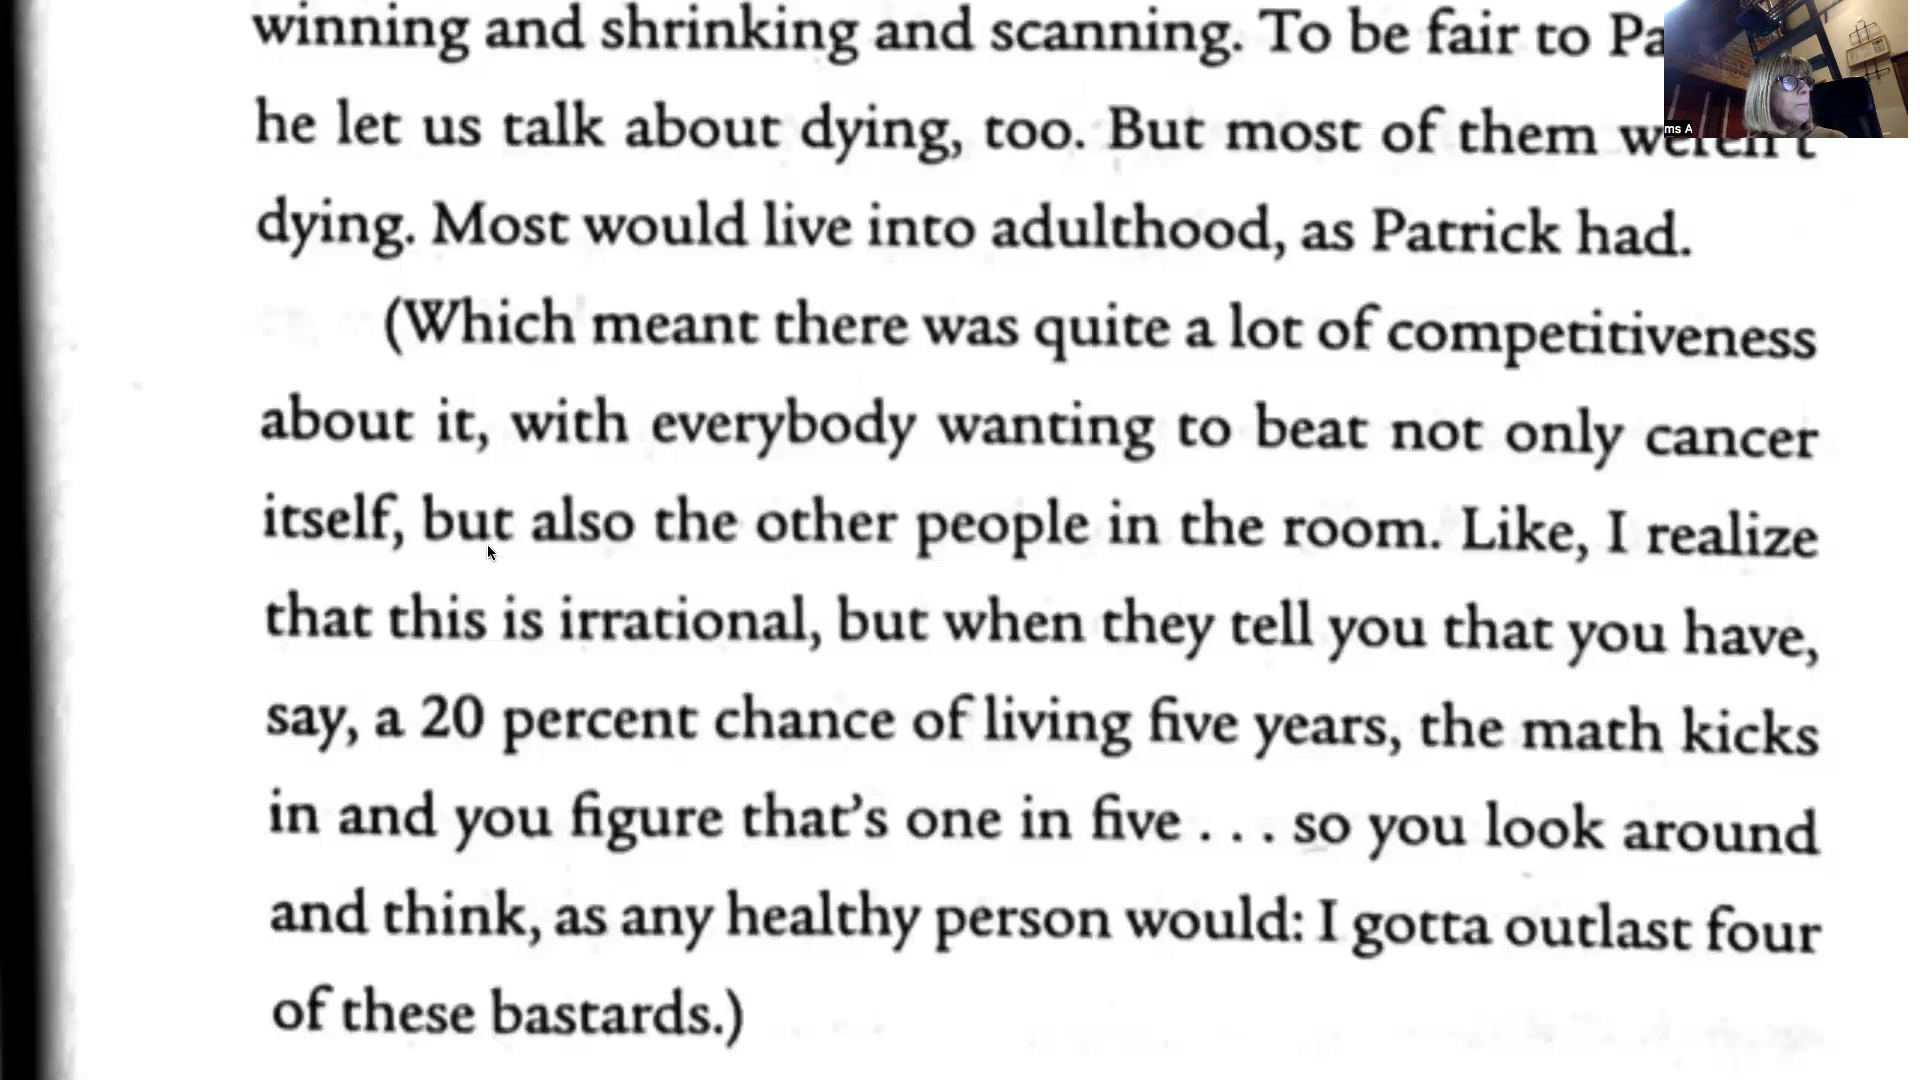 winning and shrinking and scanning. To be fair to Pa
he let us talk about dying, too. But most of them weren't
dying. Most would live into adulthood, as Patrick had.
(Which meant there was quite a lot of competitiveness
about it, with everybody wanting to beat not only cancer
itself, but also the other people in the room. Like, I realize
that this is irrational, but when they tell you that you have,
say, a 20 percent chance of living five years, the math kicks
in and you figure that's one in five . . . so you look around
and think, as any healthy person would: I gotta outlast four
of these bastards.)
ms A